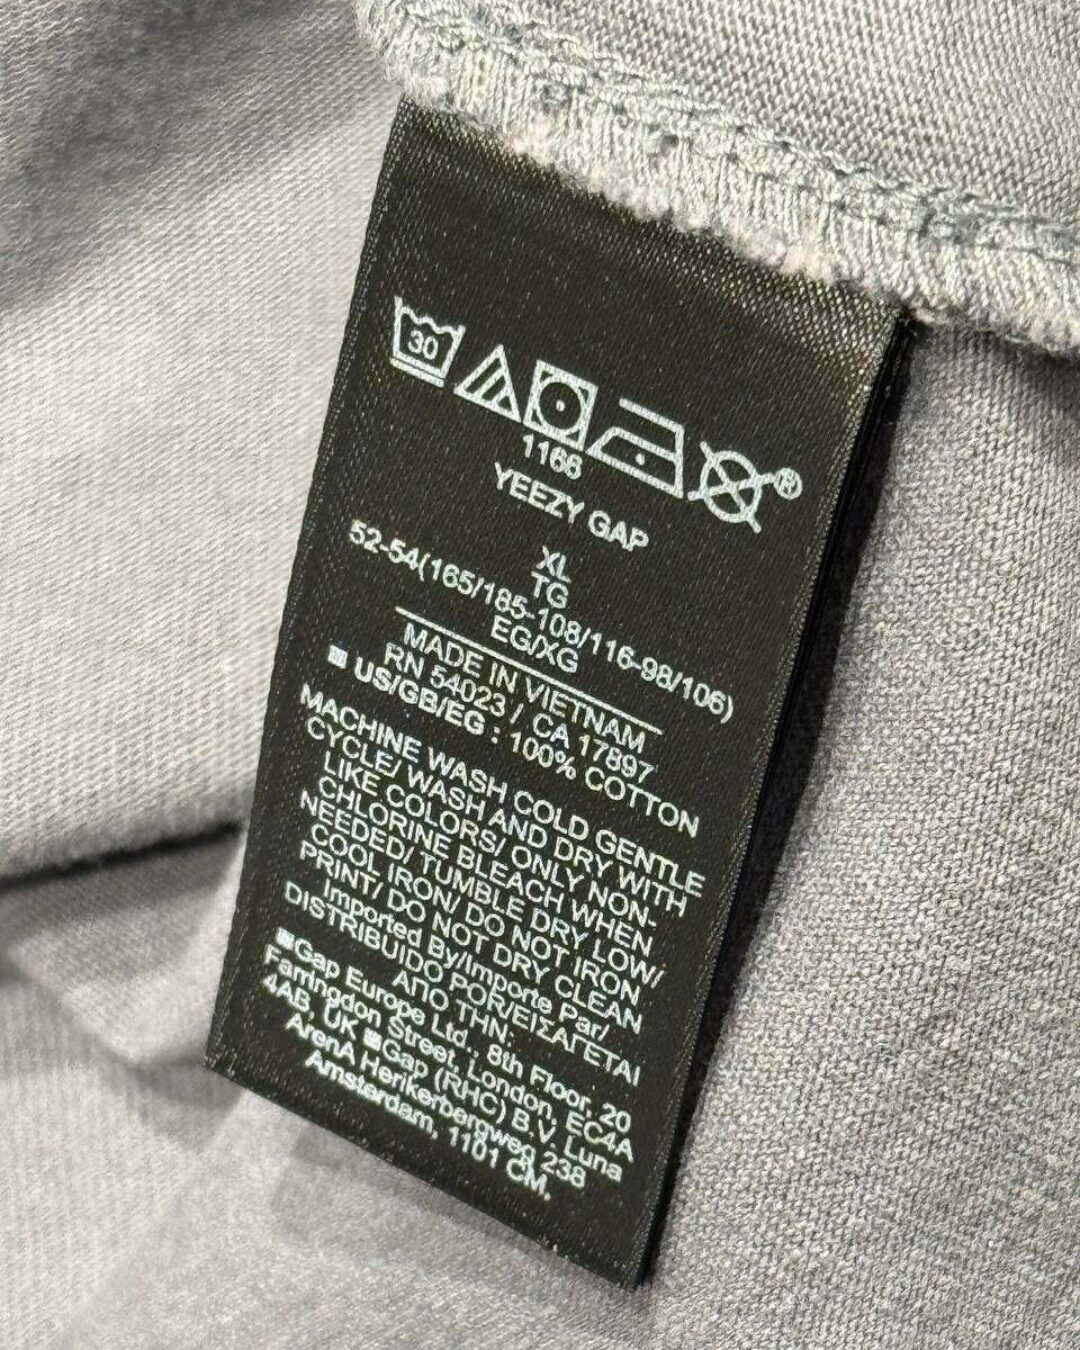 30
®
1166
YEEZY GAP
XL
TG
52-54(165/185-108/116-98/106)
EG/XG
MADE IN VIETNAM
RN 54023 / CA 17897
US/GB/EG : 100% COTTON
MACHINE WASH COLD GENTLE
CYCLE/ WASH AND DRY WITH
LIKE COLORS/ ONLY NON-
CHLORINE BLEACH WHEN
NEEDED/ TUMBLE DRY LOW/
COOL IRON/ DO NOT IRON
PRINT/ DO NOT DRY CLEAN
Imported By/Importe Par/
DISTRIBUIDO POR/ΕΙΣΑΓΕΤΑΙ
ΑΠΟ ΤΗΝ:
Gap Europe Ltd., 8th Floor, 20
Farringdon Street, London, EC4A
4AB, UK Gap (RHC) B.V. Luna
ArenA Herikerbergweg 238
Amsterdam, 1101 CM.